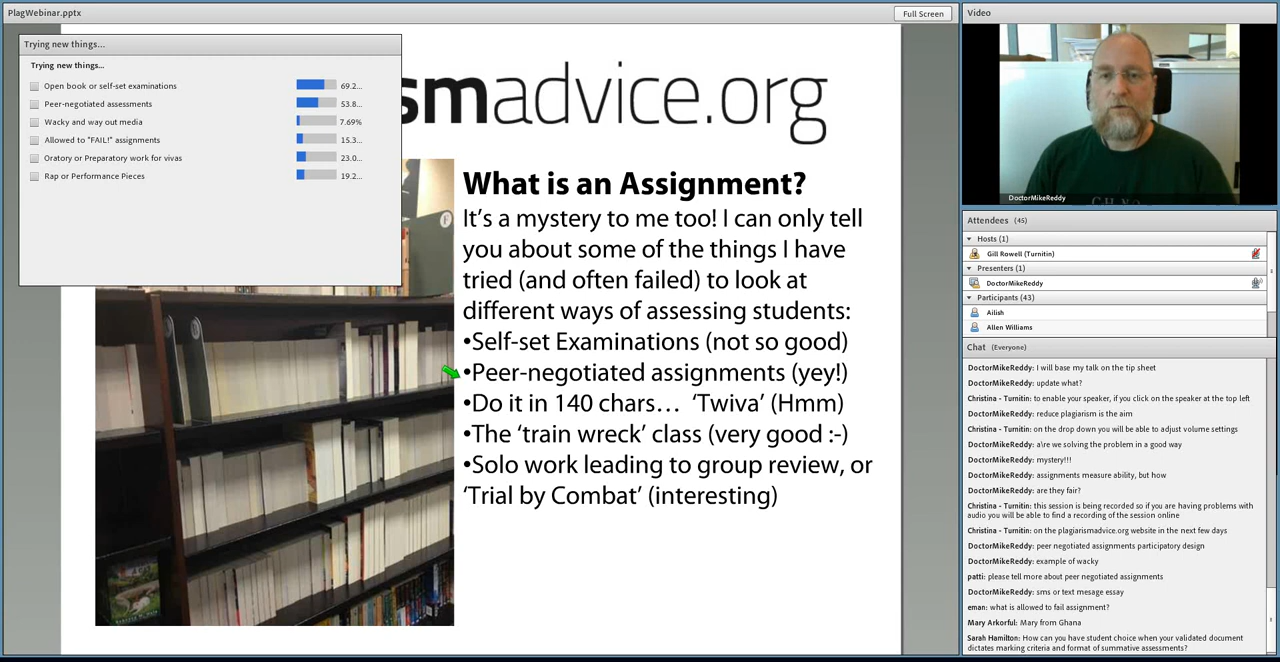 PlagWebinar.pptx
Full Screen
Trying new things...
Trying new things...
Open book or self-set examinations 69.2...
Peer-negotiated assessments 53.8...
Wacky and way out media 7.69%
Allowed to "FAIL!" assignments 15.3...
Oratory or Preparatory work for vivas 23.0...
Rap or Performance Pieces 19.2...
smadvice.org
What is an Assignment?
It's a mystery to me too! I can only tell
you about some of the things I have
tried (and often failed) to look at
different ways of assessing students:
•Self-set Examinations (not so good)
•Peer-negotiated assignments (yey!)
•Do it in 140 chars... 'Twiva' (Hmm)
•The 'train wreck' class (very good :-)
•Solo work leading to group review, or
'Trial by Combat' (interesting)
Video
DoctorMikeReddy
Attendees (45)
Hosts (1)
Gill Rowell (Turnitin)
Presenters (1)
DoctorMikeReddy
Participants (43)
Ailish
Allen Williams
Chat (Everyone)
DoctorMikeReddy: I will base my talk on the tip sheet
DoctorMikeReddy: update what?
Christina - Turnitin: to enable your speaker, if you click on the speaker at the top left
DoctorMikeReddy: reduce plagiarism is the aim
Christina - Turnitin: on the drop down you will be able to adjust volume settings
DoctorMikeReddy: a\re we solving the problem in a good way
DoctorMikeReddy: mystery!!!
DoctorMikeReddy: assignments measure ability, but how
DoctorMikeReddy: are they fair?
Christina - Turnitin: this session is being recorded so if you are having problems with
audio you will be able to find a recording of the session online
Christina - Turnitin: on the plagiarismadvice.org website in the next few days
DoctorMikeReddy: peer negotiated assignments participatory design
DoctorMikeReddy: example of wacky
patti: please tell more about peer negotiated assignments
DoctorMikeReddy: sms or text mesage essay
eman: what is allowed to fail assignment?
Mary Arkorful: Mary from Ghana
Sarah Hamilton: How can you have student choice when your validated document
dictates marking criteria and format of summative assessments?